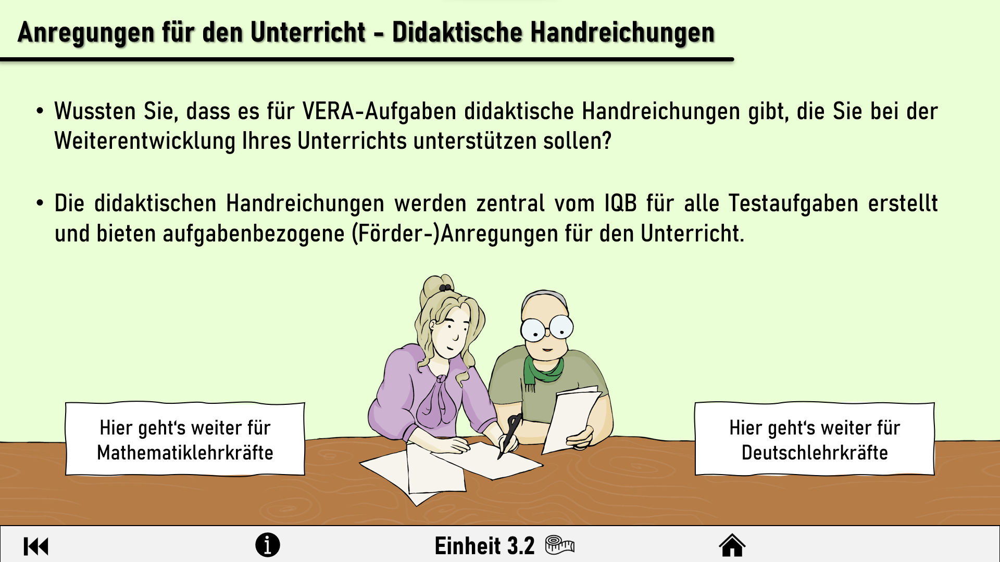 Anregungen für den Unterricht - Didaktische Handreichungen
• Wussten Sie, dass es für VERA-Aufgaben didaktische Handreichungen gibt, die Sie bei der
Weiterentwicklung Ihres Unterrichts unterstützen sollen?
• Die didaktischen Handreichungen werden zentral vom IQB für alle Testaufgaben erstellt
und bieten aufgabenbezogene (Förder-)Anregungen für den Unterricht.
Hier geht‘s weiter für
Mathematiklehrkräfte
Hier geht‘s weiter für
Deutschlehrkräfte
Einheit 3.2